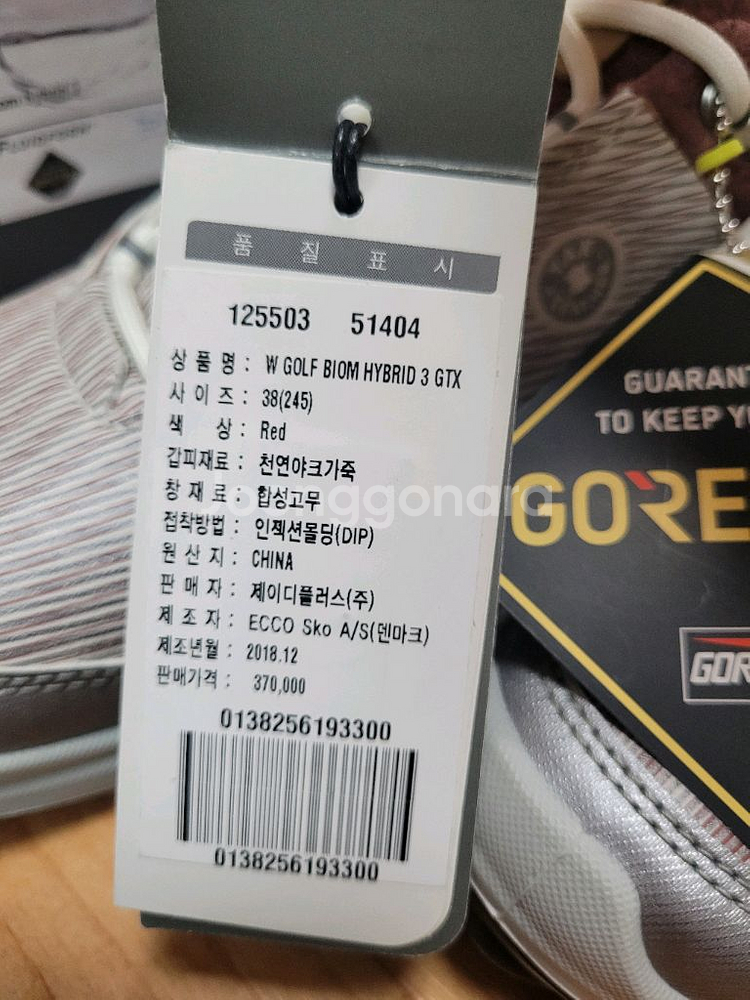 품 질 표 시
125503 51404
상 품 명 : W GOLF BIOM HYBRID 3 GTX
사 이 즈 : 38(245)
색 상 : Red
갑피재료 : 천연야크가죽
창 재 료 : 합성고무
접착방법 : 인젝션몰딩(DIP)
원 산 지 : CHINA
판 매 자 : 제이디플러스(주)
제 조 자 : ECCO Sko A/S(덴마크)
제조년월 : 2018.12
판매가격 : 370,000
0138256193300
0138256193300
GUARANT
TO KEEP YO
GORE
GOR